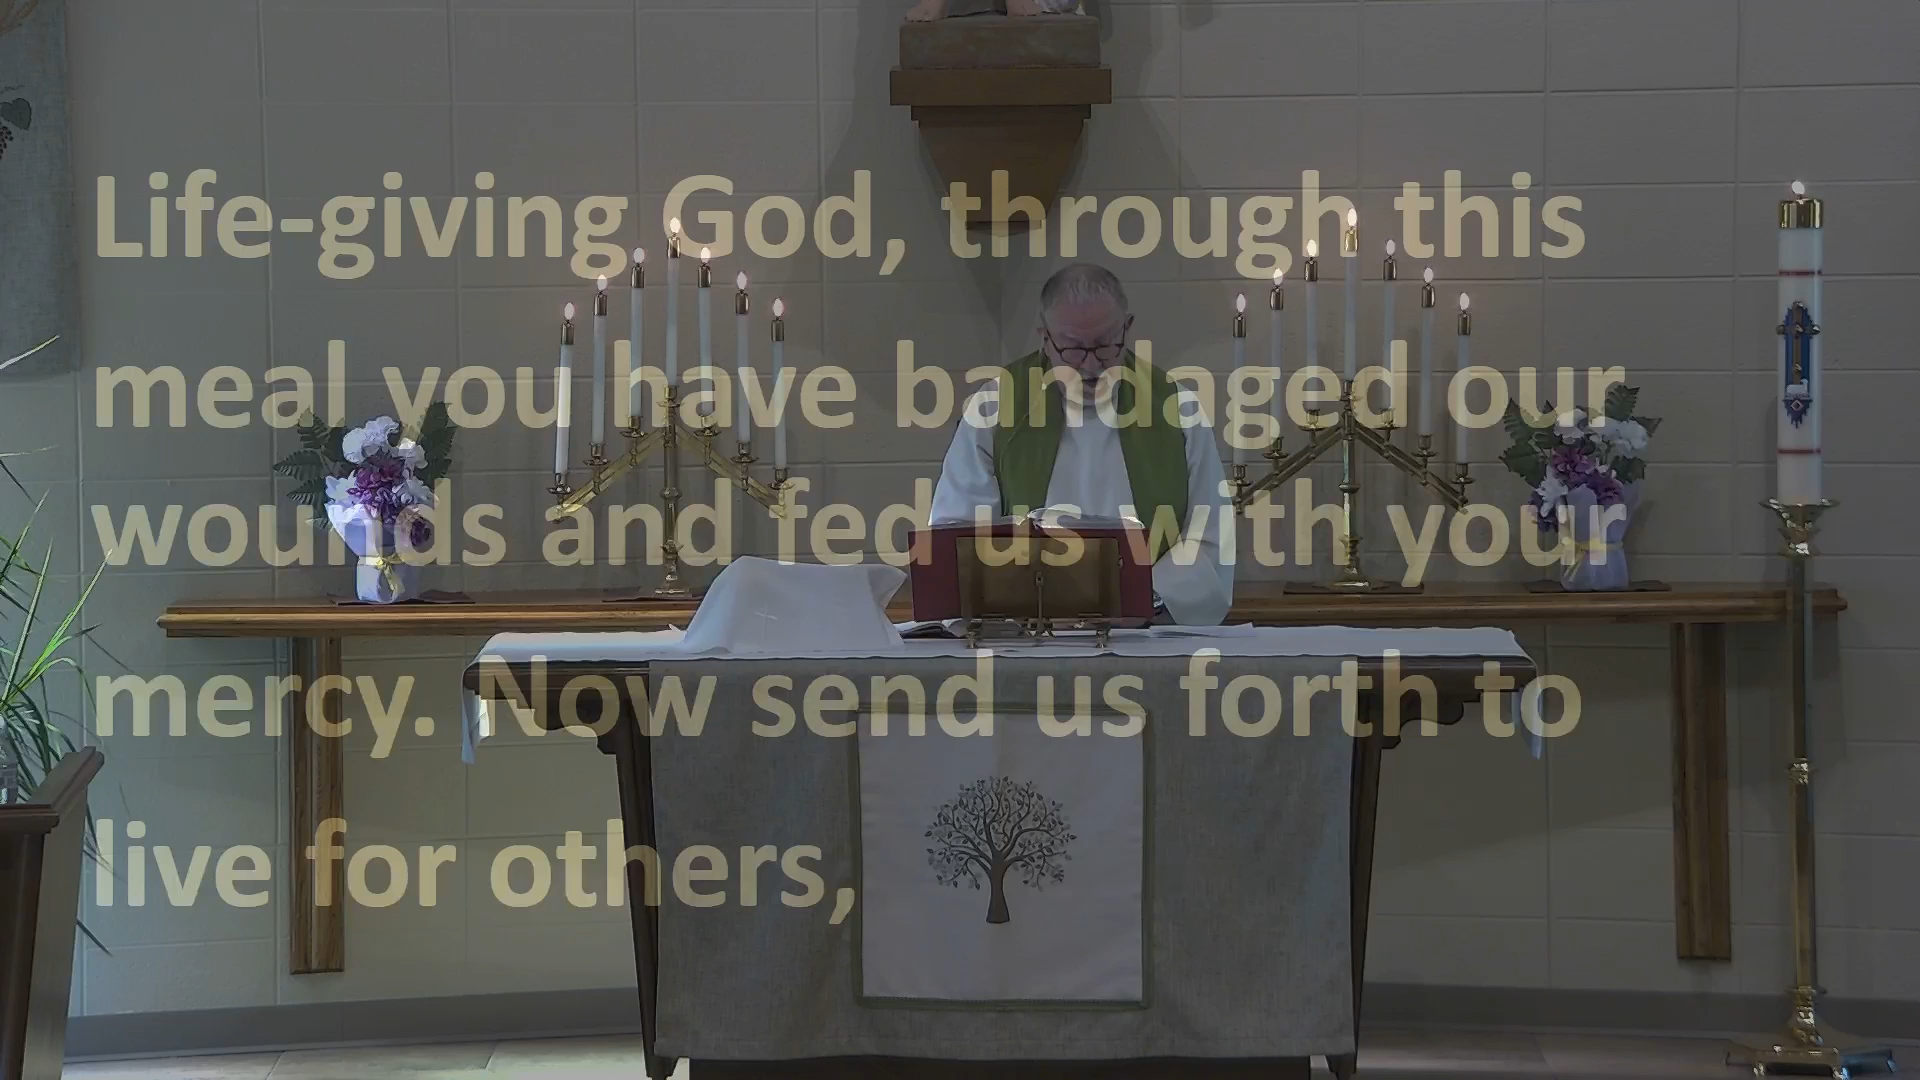 Life-giving God, through this
meal you have bandaged our
wounds and fed us with your
mercy. Now send us forth to
live for others,